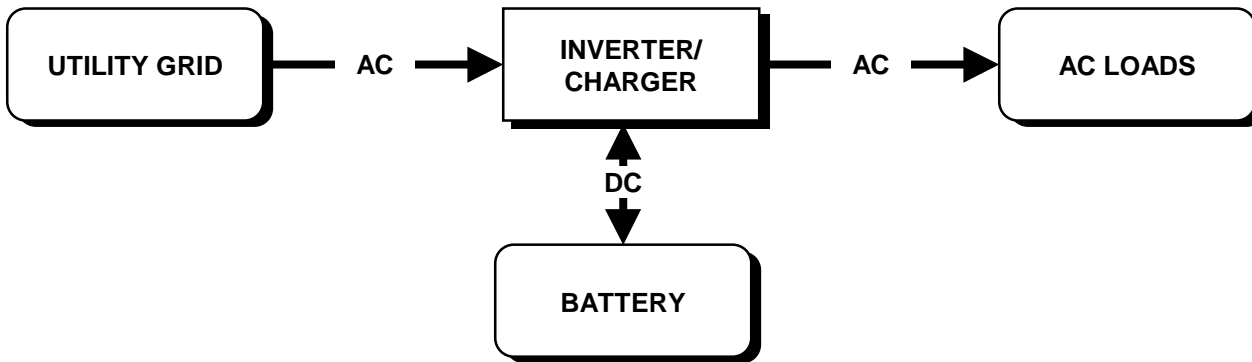 UTILITY GRID
AC
INVERTER/
CHARGER
AC
AC LOADS
DC
BATTERY